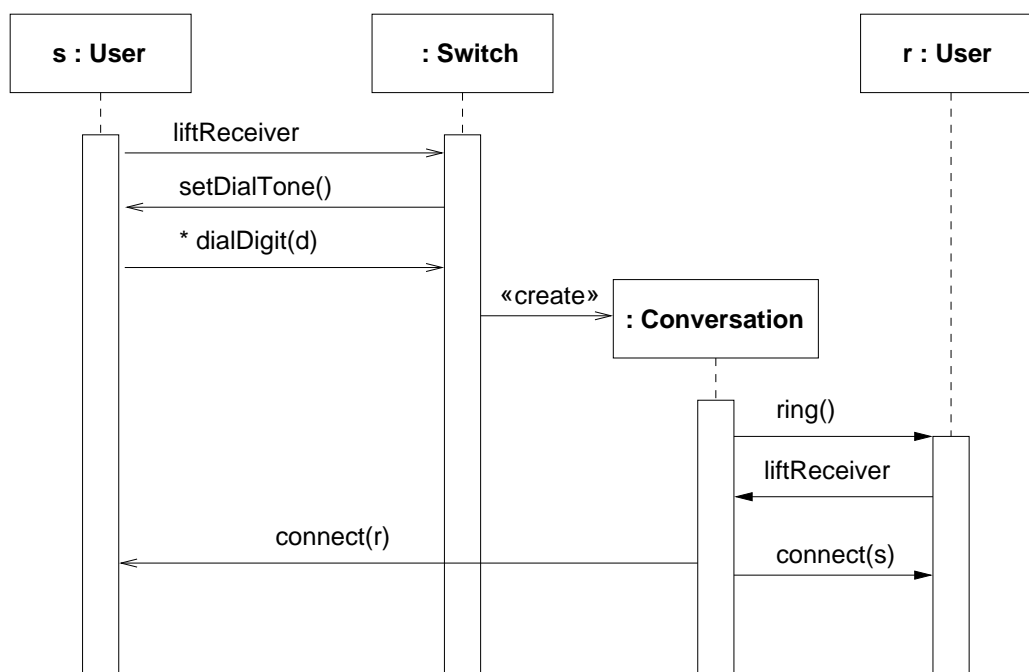 s : User
: Switch
r : User
liftReceiver
setDialTone()
* dialDigit(d)
«create»
: Conversation
ring()
liftReceiver
connect(r)
connect(s)